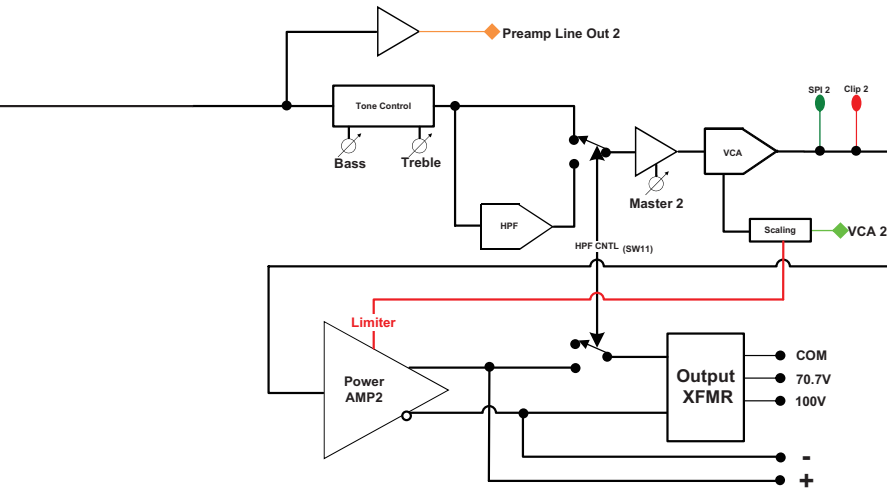 Preamp Line Out 2
SPI 2
Clip 2
Tone Control
Bass
Treble
VCA
Master 2
HPF
Scaling
VCA 2
HPF CNTL (SW11)
Limiter
Power
AMP2
Output
XFMR
COM
70.7V
100V
-
+